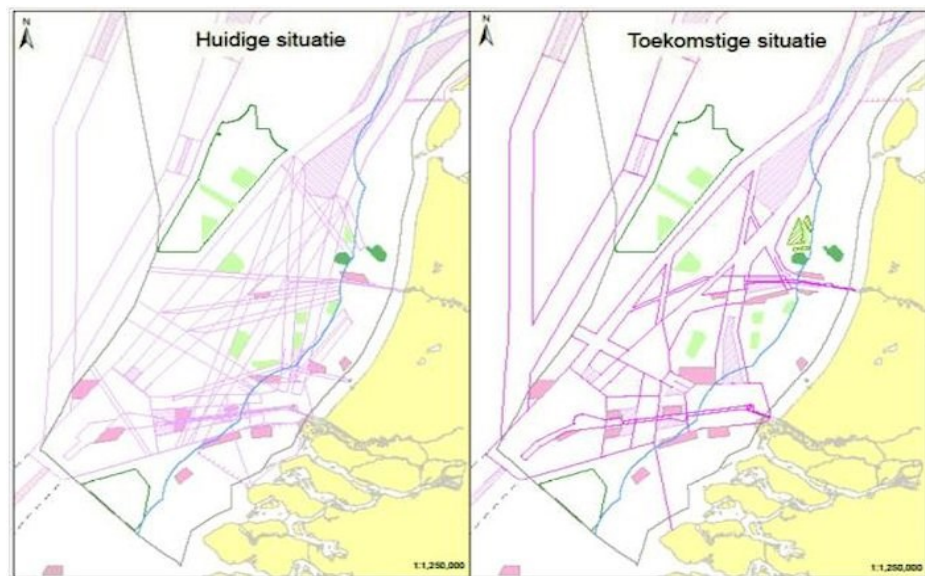 N
Huidige situatie
1:1,250,000
N
Toekomstige situatie
1:1,250,000